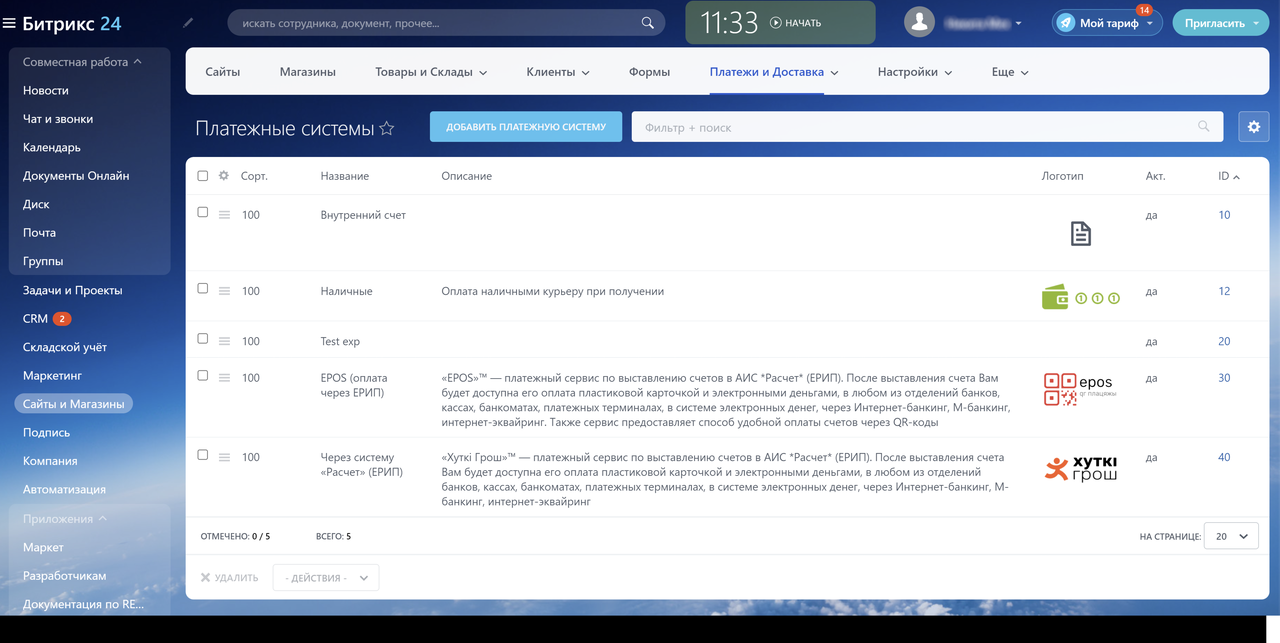 Битрикс 24
искать сотрудника, документ, прочее...
11:33 НАЧАТЬ
Мой тариф
14
Пригласить
Совместная работа
Новости
Чат и звонки
Календарь
Документы Онлайн
Диск
Почта
Группы
Задачи и Проекты
CRM 2
Складской учёт
Маркетинг
Сайты и Магазины
Подпись
Компания
Автоматизация
Приложения
Маркет
Разработчикам
Документация по RE...
Сайты Магазины Товары и Склады Клиенты Формы Платежи и Доставка Настройки Еще
Платежные системы
ДОБАВИТЬ ПЛАТЕЖНУЮ СИСТЕМУ
Фильтр + поиск
Сорт. Название Описание Логотип Акт. ID
100 Внутренний счет да 10
100 Наличные Оплата наличными курьеру при получении да 12
100 Test exp да 20
100 EPOS (оплата
через ЕРИП)
«EPOS»™ — платежный сервис по выставлению счетов в АИС *Расчет* (ЕРИП). После выставления счета Вам
будет доступна его оплата пластиковой карточкой и электронными деньгами, в любом из отделений банков,
кассах, банкоматах, платежных терминалах, в системе электронных денег, через Интернет-банкинг, М-банкинг,
интернет-эквайринг. Также сервис предоставляет способ удобной оплаты счетов через QR-коды
epos
qr плацяжы
да 30
100 Через систему
«Расчет» (ЕРИП)
«Хуткi Грош»™ — платежный сервис по выставлению счетов в АИС *Расчет* (ЕРИП). После выставления счета
Вам будет доступна его оплата пластиковой карточкой и электронными деньгами, в любом из отделений
банков, кассах, банкоматах, платежных терминалах, в системе электронных денег, через Интернет-банкинг, М-
банкинг, интернет-эквайринг
хуткі
грош
да 40
ОТМЕЧЕНО: 0 / 5 ВСЕГО: 5
НА СТРАНИЦЕ: 20
УДАЛИТЬ - ДЕЙСТВИЯ -